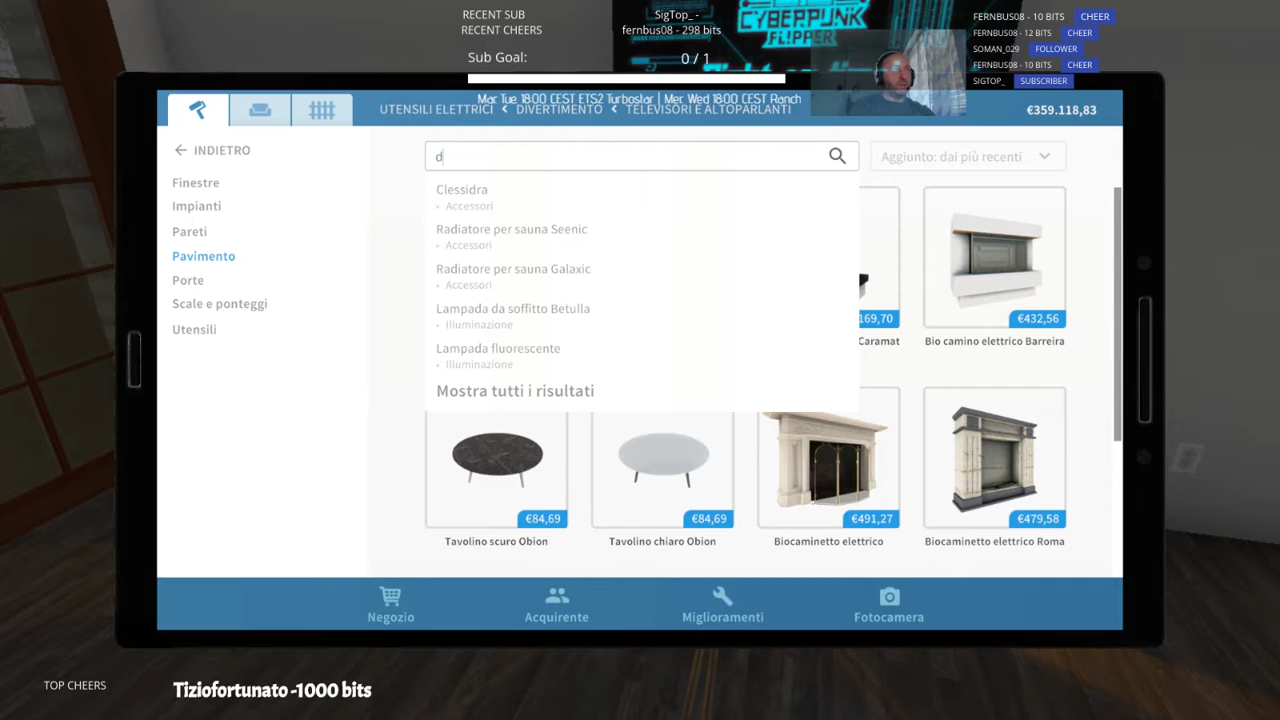 RECENT SUB
RECENT CHEERS
SigTop_ -
fernbus08 - 298 bits
Sub Goal:
0 / 1
CYBERPUNK
FLIPPER
FERNBUS08 - 10 BITS CHEER
FERNBUS08 - 12 BITS CHEER
SOMAN_029 FOLLOWER
FERNBUS08 - 10 BITS CHEER
SIGTOP_ SUBSCRIBER
Mar Tue 18:00 CEST ETS2 Turbostar | Mer Wed 18:00 CEST Ranch
UTENSILI ELETTRICI < DIVERTIMENTO < TELEVISORI E ALTOPARLANTI
€359.118,83
INDIETRO
Finestre
Impianti
Pareti
Pavimento
Porte
Scale e ponteggi
Utensili
d
Aggiunto: dai più recenti
Clessidra
• Accessori
Radiatore per sauna Seenic
• Accessori
Radiatore per sauna Galaxic
• Accessori
Lampada da soffitto Betulla
• Illuminazione
Lampada fluorescente
• Illuminazione
Mostra tutti i risultati
169,70
€432,56
Caramat
Bio camino elettrico Barreira
€84,69
€84,69
€491,27
€479,58
Tavolino scuro Obion
Tavolino chiaro Obion
Biocaminetto elettrico
Biocaminetto elettrico Roma
Negozio
Acquirente
Miglioramenti
Fotocamera
TOP CHEERS
Tiziofortunato -1000 bits